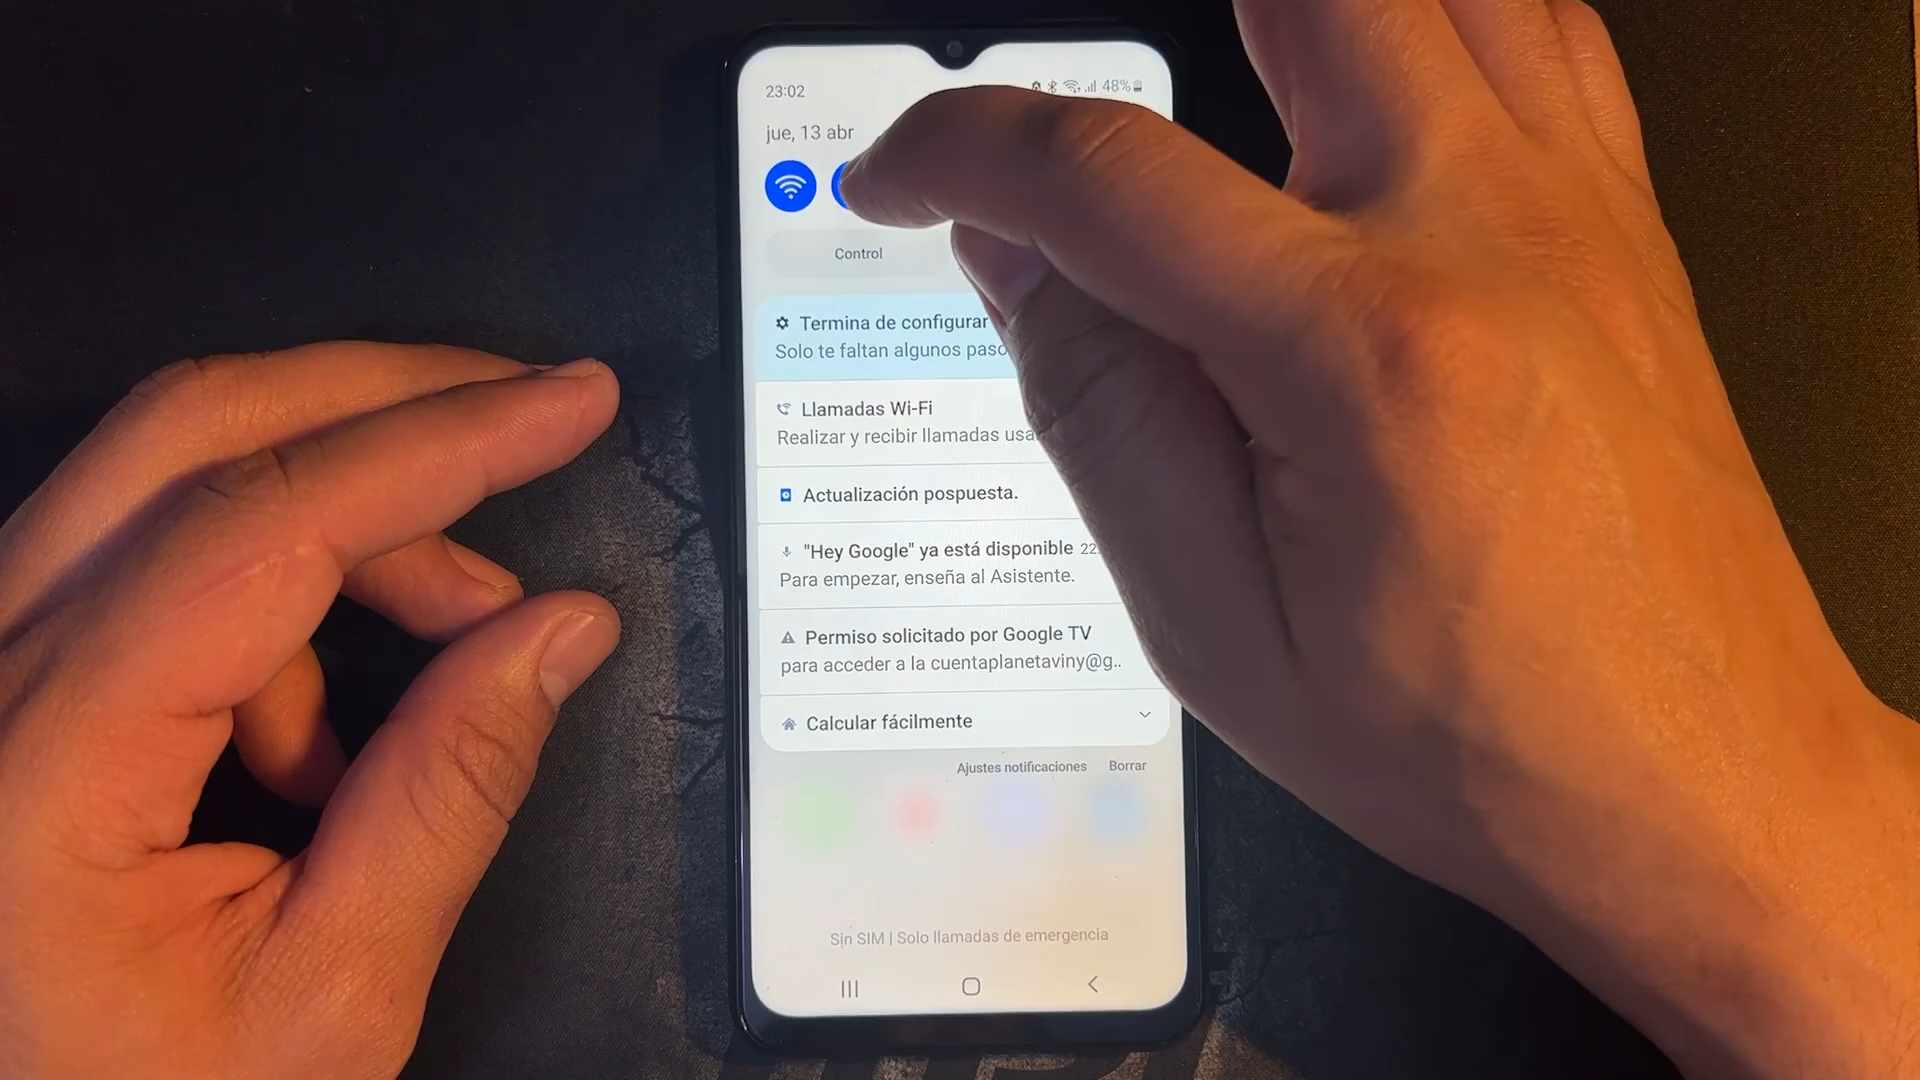 23:02
48%
jue, 13 abr
Control
Termina de configurar
Solo te faltan algunos
Llamadas Wi-Fi
Realizar y recibir llamadas
Actualización pospuesta.
"Hey Google" ya está disponible 22
Para empezar, enseña al Asistente.
Permiso solicitado por Google TV
para acceder a la cuentaplanetaviny@g..
Calcular fácilmente
Ajustes notificaciones Borrar
Sin SIM | Solo llamadas de emergencia